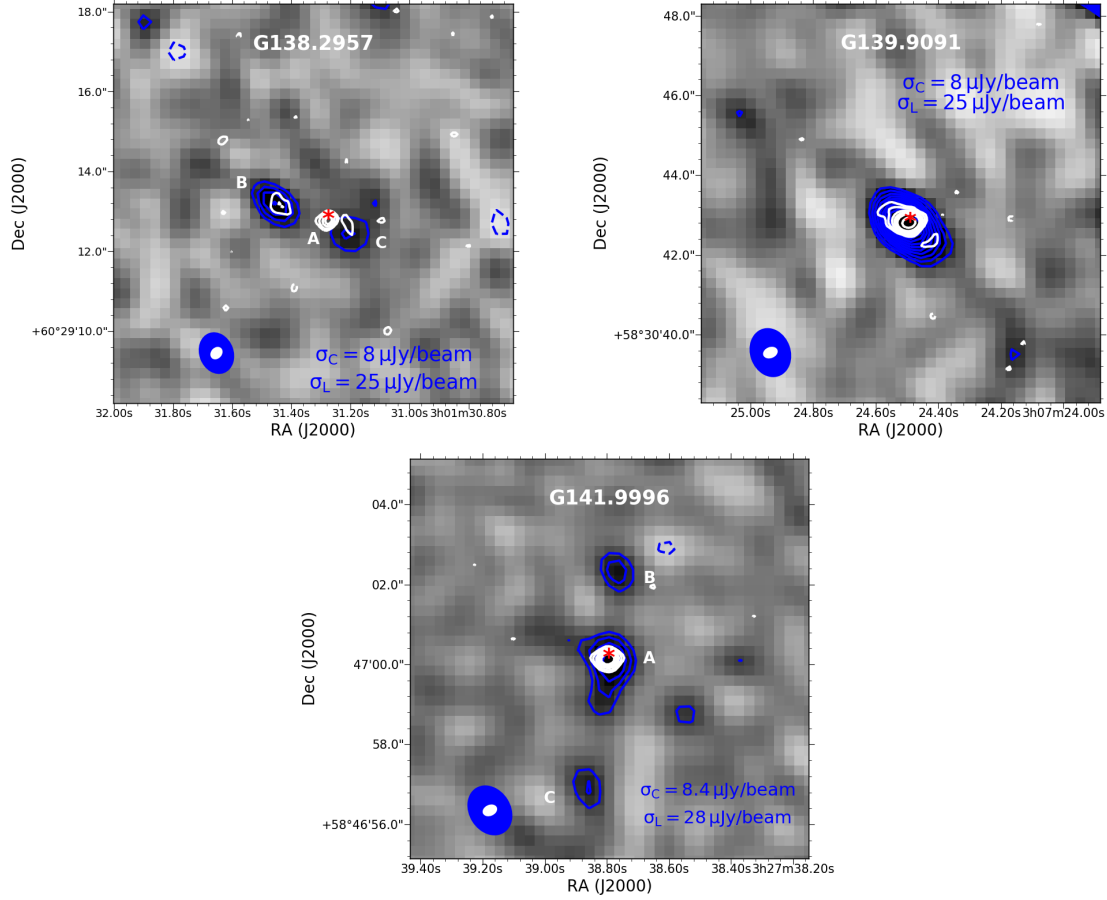 G138.2957
18.0"
16.0"
14.0"
12.0"
+60°29'10.0"
Dec (J2000)
B
A
C
σC = 8 μJy/beam
σL = 25 μJy/beam
32.00s 31.80s 31.60s 31.40s 31.20s 31.00s 3h01m30.80s
RA (J2000)
G139.9091
48.0"
46.0"
44.0"
42.0"
+58°30'40.0"
Dec (J2000)
σC = 8 μJy/beam
σL = 25 μJy/beam
25.00s 24.80s 24.60s 24.40s 24.20s 3h07m24.00s
RA (J2000)
G141.9996
04.0"
02.0"
47'00.0"
58.0"
+58°46'56.0"
Dec (J2000)
B
A
C
σC = 8.4 μJy/beam
σL = 28 μJy/beam
39.40s 39.20s 39.00s 38.80s 38.60s 38.40s 3h27m38.20s
RA (J2000)